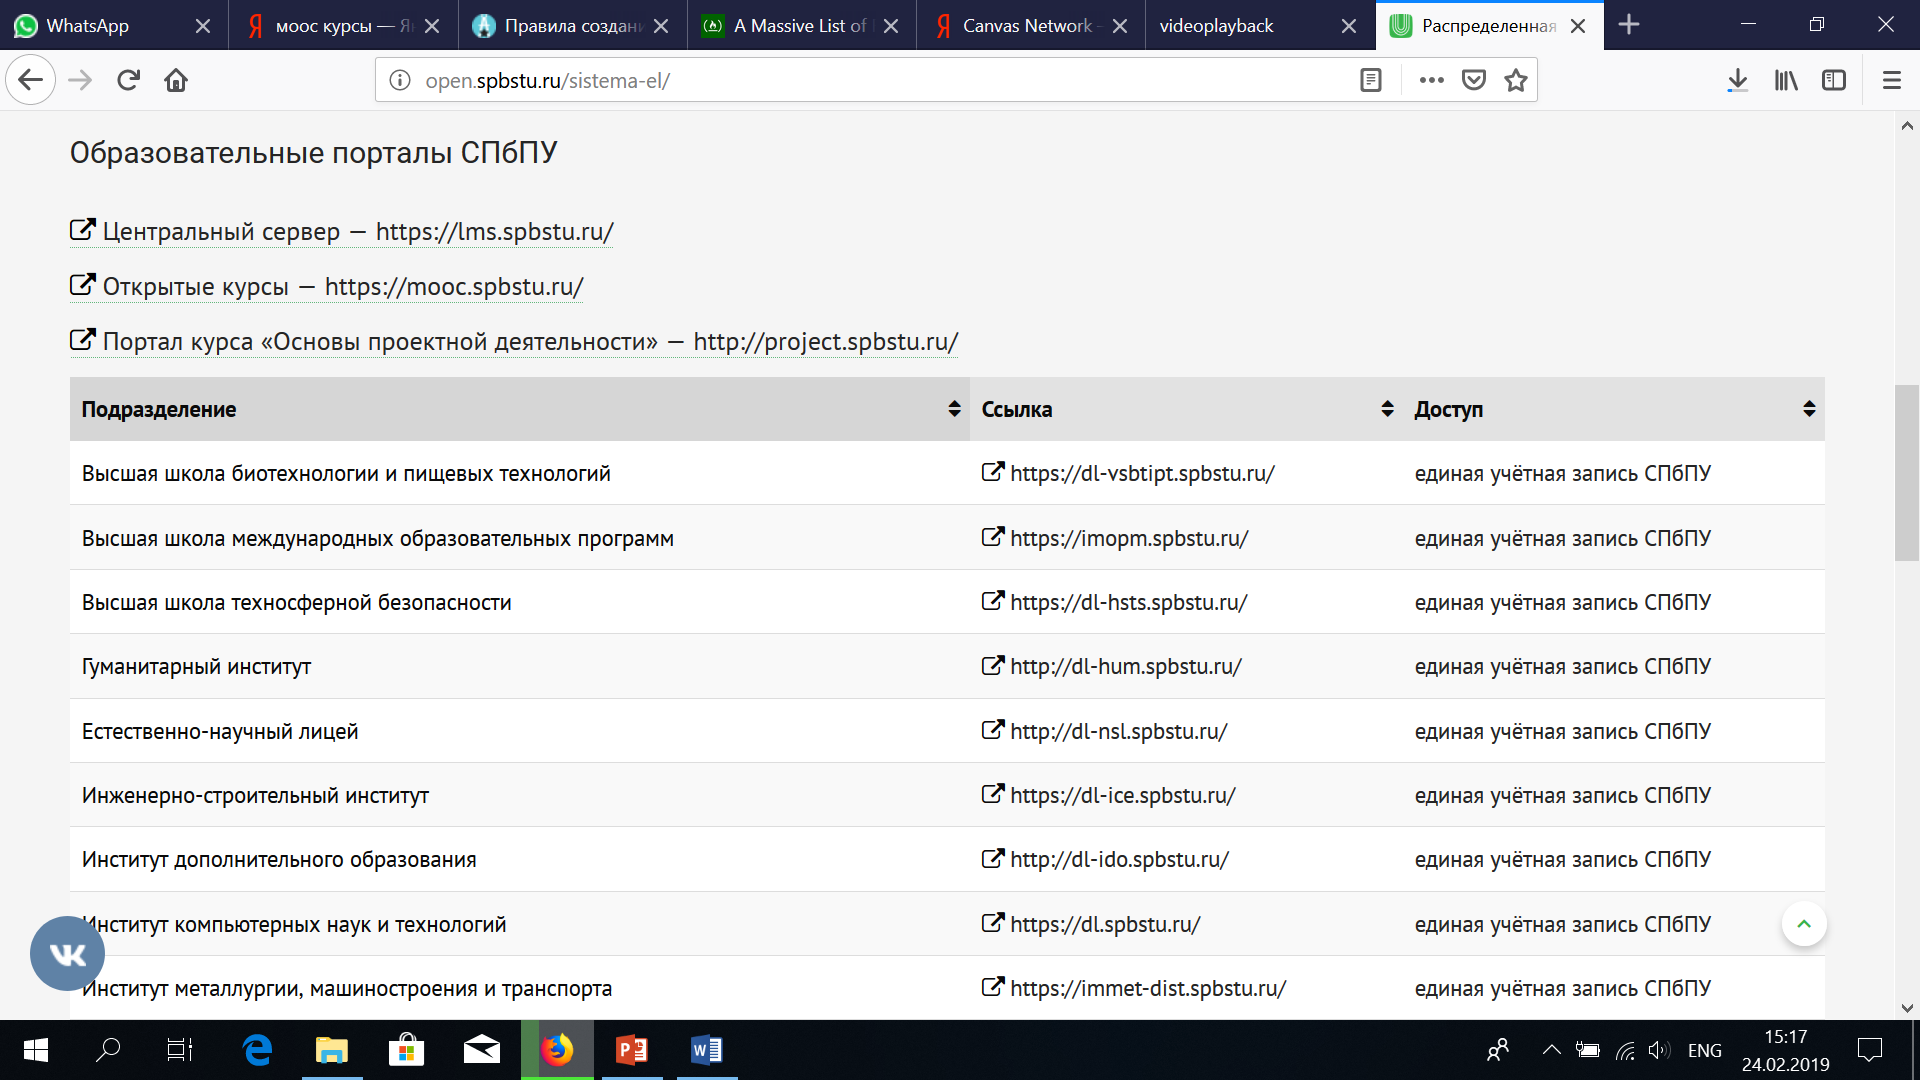 WhatsApp
моос курсы — Я
Правила создани
A Massive List of
Canvas Network -
videoplayback
Распределенная
open.spbstu.ru/sistema-el/
Образовательные порталы СПбПУ
Центральный сервер — https://lms.spbstu.ru/
Открытые курсы — https://mooc.spbstu.ru/
Портал курса «Основы проектной деятельности» — http://project.spbstu.ru/
Подразделение Ссылка Доступ
Высшая школа биотехнологии и пищевых технологий https://dl-vsbtipt.spbstu.ru/ единая учётная запись СПбПУ
Высшая школа международных образовательных программ https://imopm.spbstu.ru/ единая учётная запись СПбПУ
Высшая школа техносферной безопасности https://dl-hsts.spbstu.ru/ единая учётная запись СПбПУ
Гуманитарный институт http://dl-hum.spbstu.ru/ единая учётная запись СПбПУ
Естественно-научный лицей http://dl-nsl.spbstu.ru/ единая учётная запись СПбПУ
Инженерно-строительный институт https://dl-ice.spbstu.ru/ единая учётная запись СПбПУ
Институт дополнительного образования http://dl-ido.spbstu.ru/ единая учётная запись СПбПУ
Институт компьютерных наук и технологий https://dl.spbstu.ru/ единая учётная запись СПбПУ
Институт металлургии, машиностроения и транспорта https://immet-dist.spbstu.ru/ единая учётная запись СПбПУ
ENG
15:17
24.02.2019